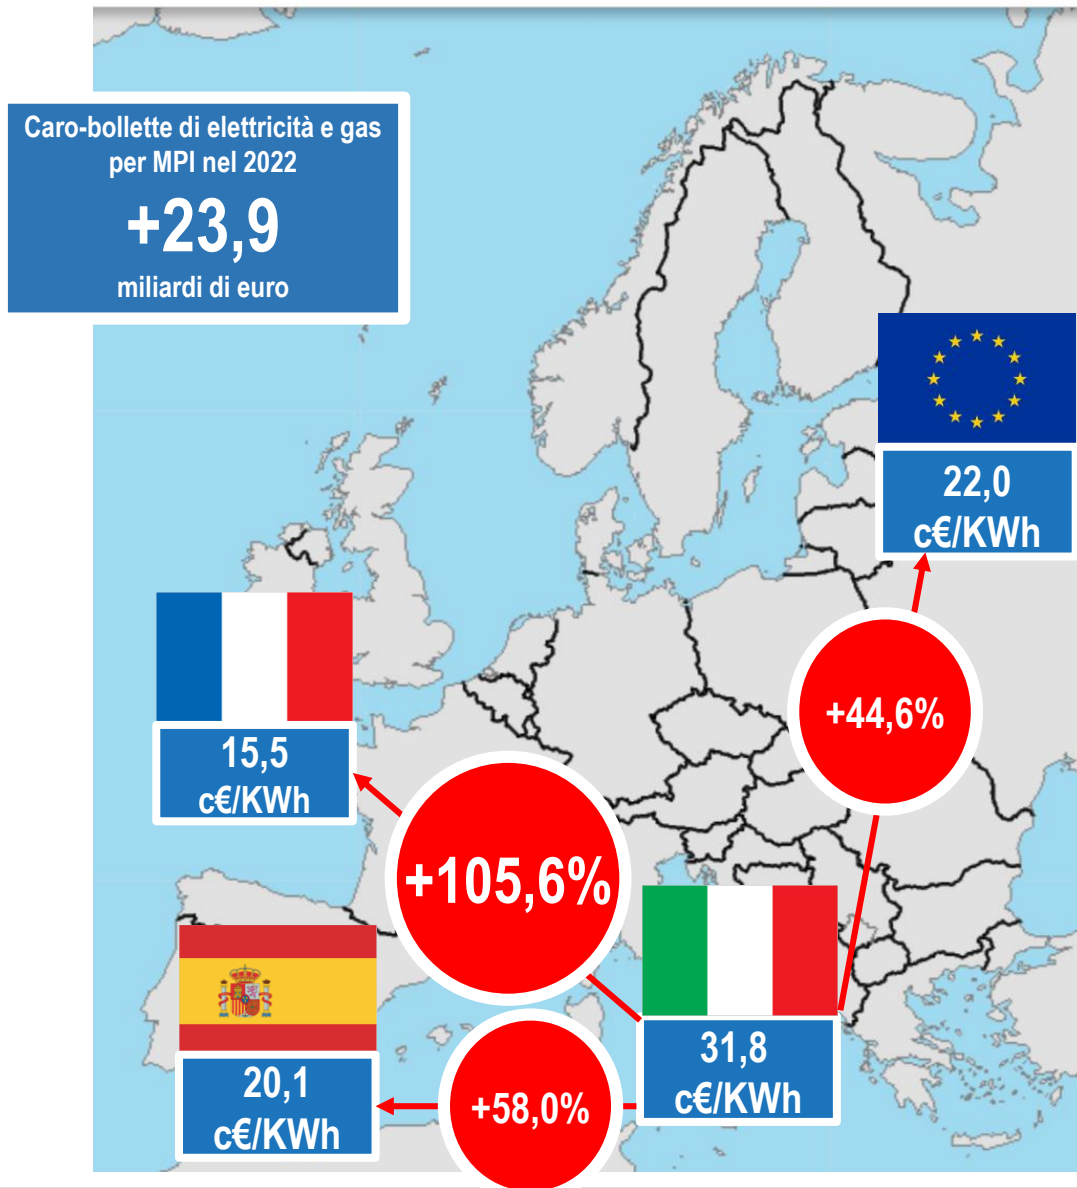 Caro-bollette di elettricità e gas
per MPI nel 2022
+23,9
miliardi di euro
22,0
c€/KWh
+44,6%
15,5
c€/KWh
+105,6%
31,8
c€/KWh
20,1
c€/KWh
+58,0%